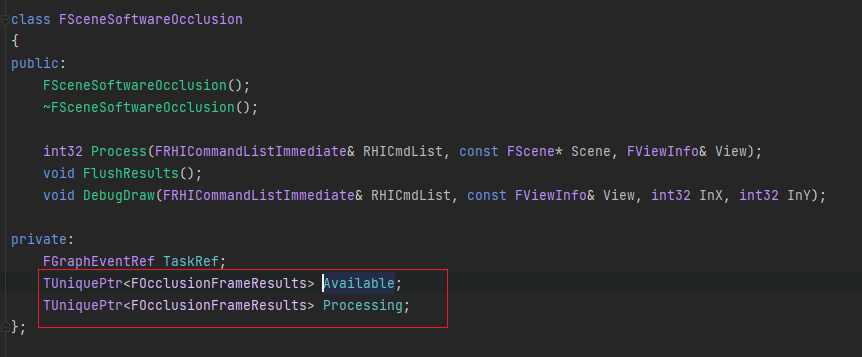 class FSceneSoftwareOcclusion
{
public:
    FSceneSoftwareOcclusion();
    ~FSceneSoftwareOcclusion();
    int32 Process(FRHICommandListImmediate& RHICmdList, const FScene* Scene, FViewInfo& View);
    void FlushResults();
    void DebugDraw(FRHICommandListImmediate& RHICmdList, const FViewInfo& View, int32 InX, int32 InY);
private:
    FGraphEventRef TaskRef;
    TUniquePtr<FOcclusionFrameResults> Available;
    TUniquePtr<FOcclusionFrameResults> Processing;
};